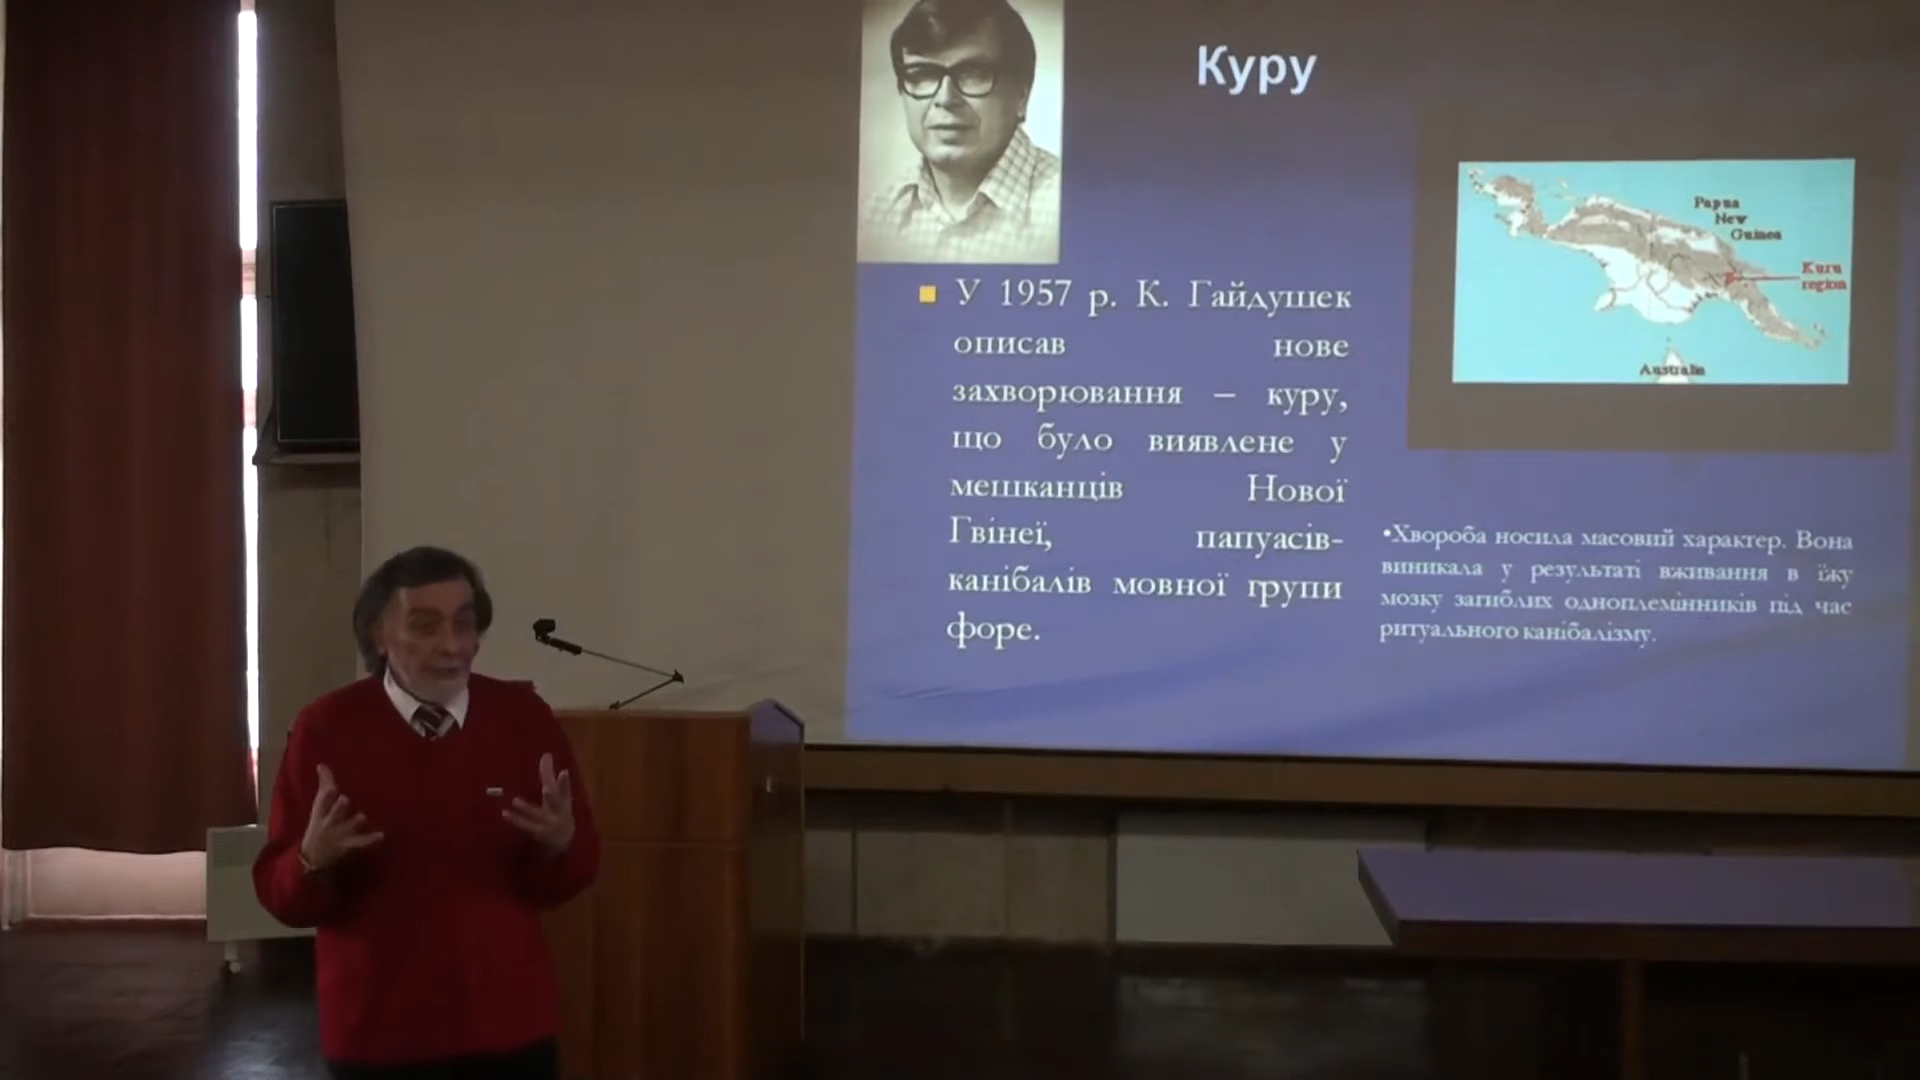 Куру
Papua
New
Guinea
Kuru
region
Australia
У 1957 р. К. Гайдушек
описав нове
захворювання – куру,
що було виявлене у
мешканців Нової
Гвінеї, папуасів-
канібалів мовної групи
форе.
•Хвороба носила масовий характер. Вона
виникала у результаті вживання в їжу
мозку загиблих одноплемінників під час
ритуального канібалізму.